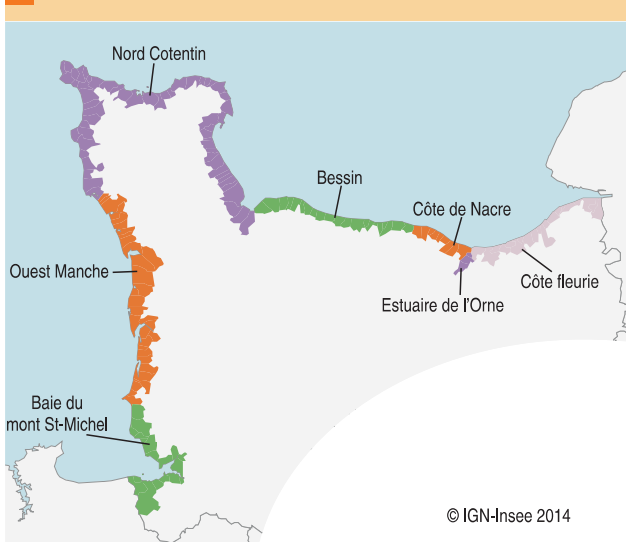 Nord Cotentin
Bessin
Côte de Nacre
Ouest Manche
Côte fleurie
Estuaire de l'Orne
Baie du
mont St-Michel
© IGN-Insee 2014